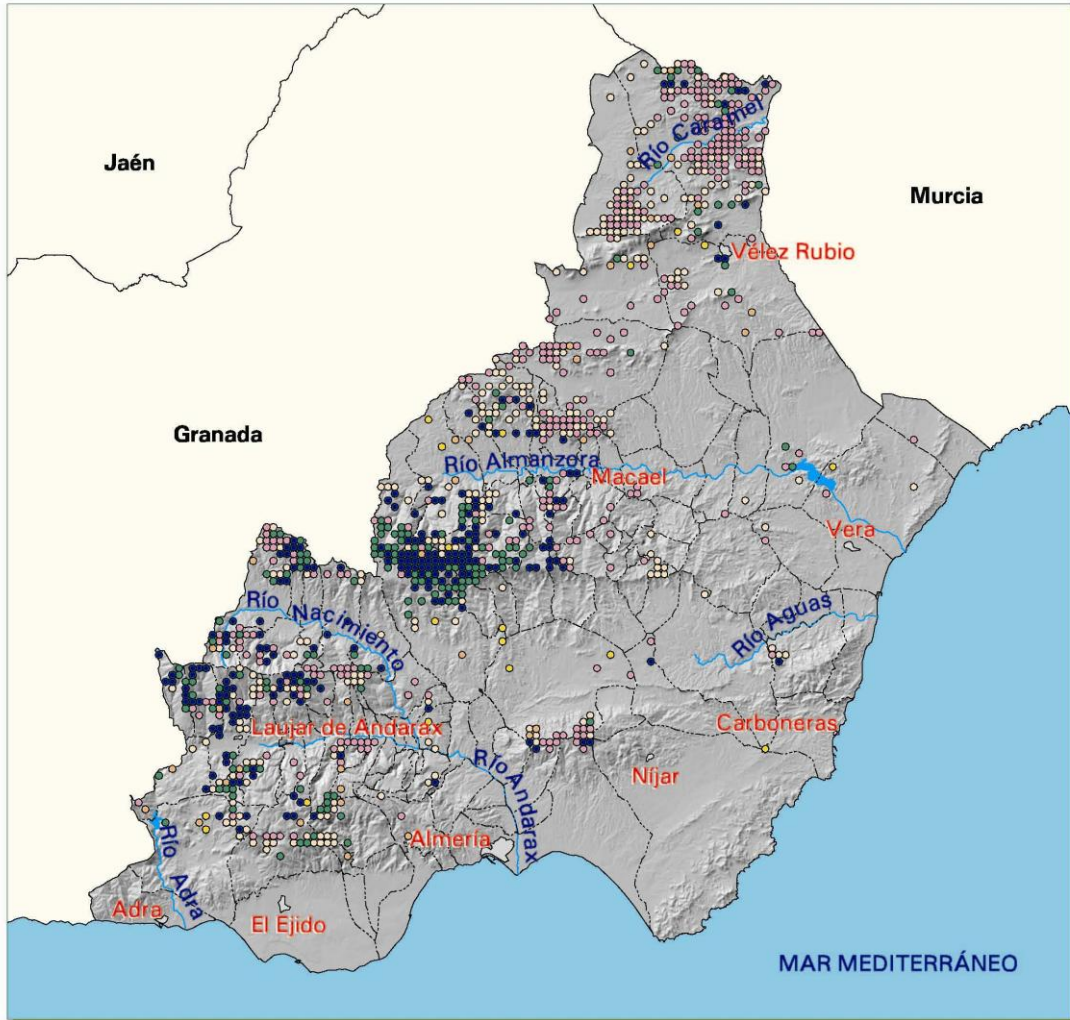 Río Caramel
Jaén
Murcia
Vélez Rubio
Granada
Río Almanzora
Macael
Vera
Río Nacimiento
Río Aguas
Laujar de Andarax
Carboneras
Río Andarax
Níjar
Río Adra
Almería
Adra
El Ejido
MAR MEDITERRÁNEO